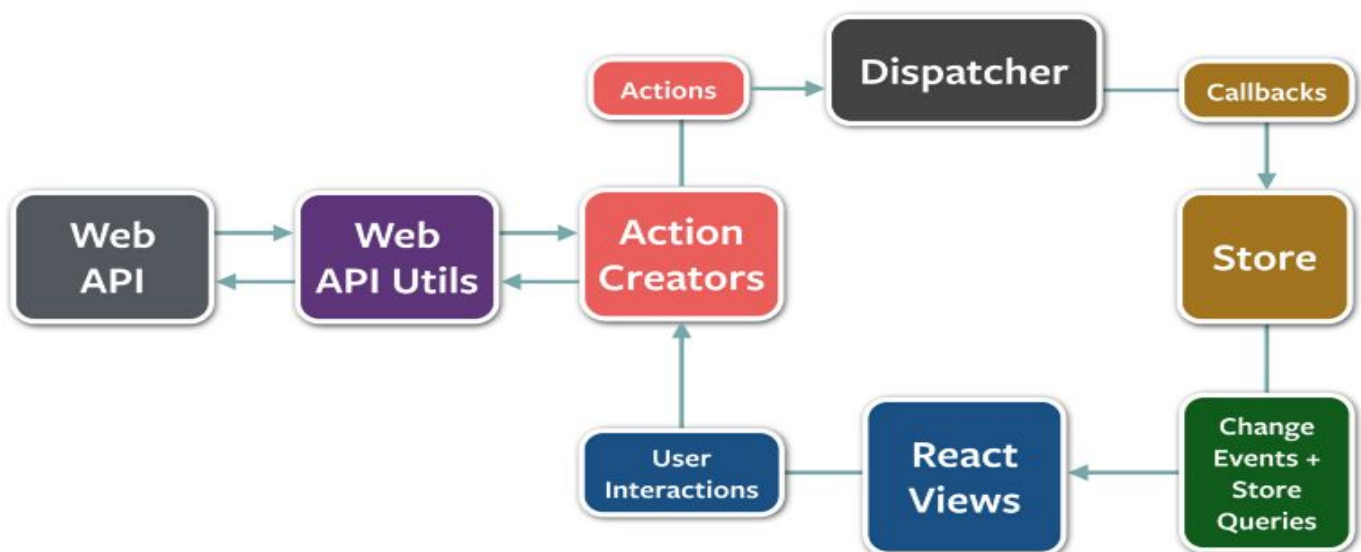 Dispatcher
Actions
Callbacks
Web
API
Web
API Utils
Action
Creators
Store
User
Interactions
React
Views
Change
Events +
Store
Queries